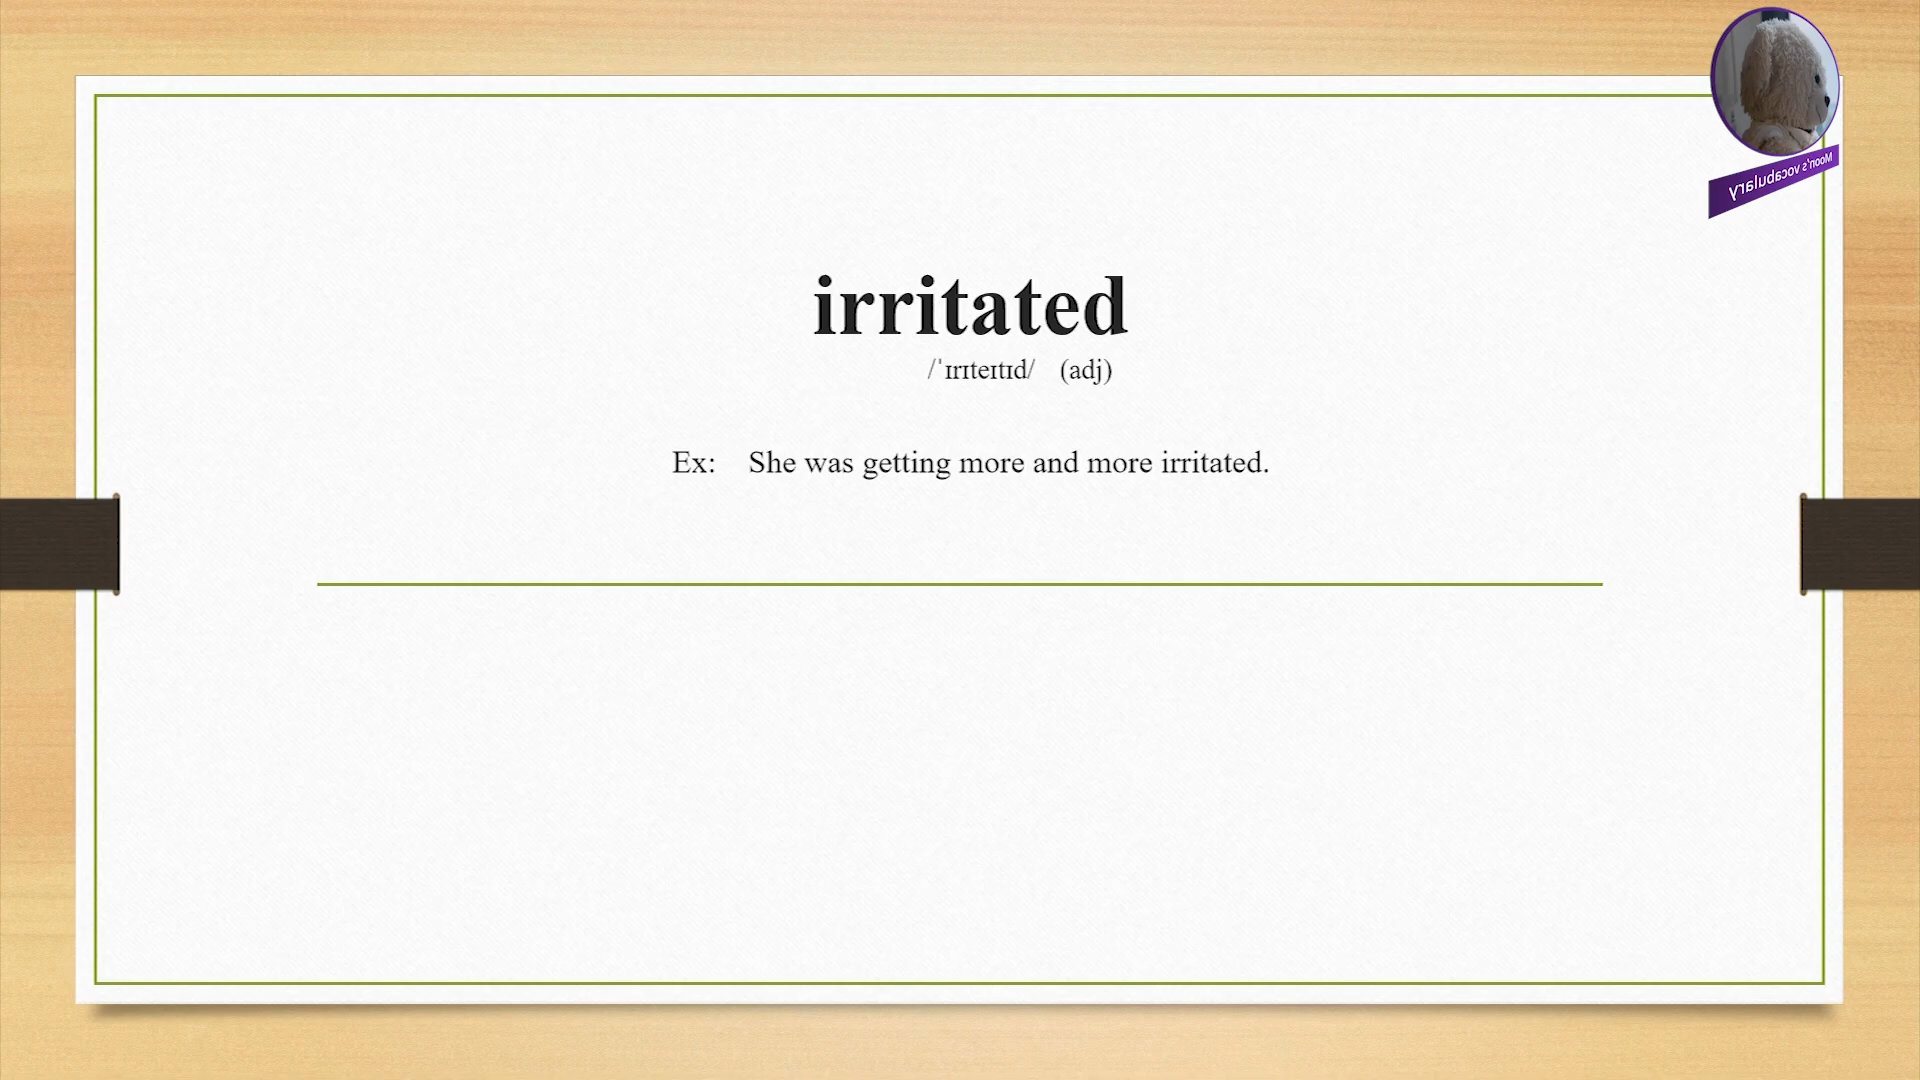 Moon's vocabulary
irritated
/ˈɪrɪteɪtɪd/ (adj)
Ex: She was getting more and more irritated.